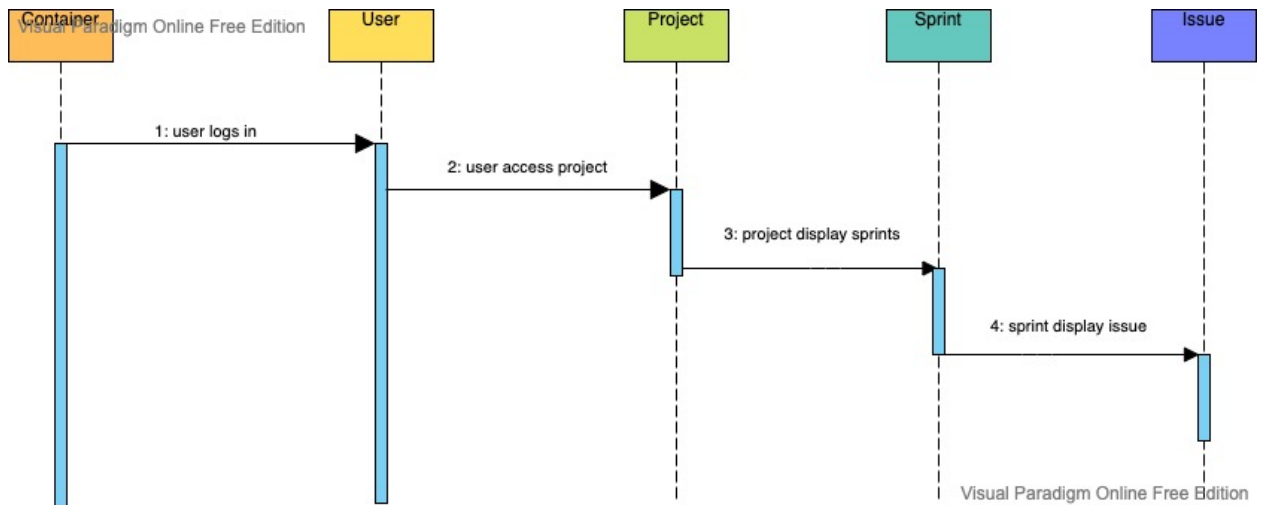 Container
Visual Paradigm Online Free Edition
User
Project
Sprint
Issue
1: user logs in
2: user access project
3: project display sprints
4: sprint display issue
Visual Paradigm Online Free Edition